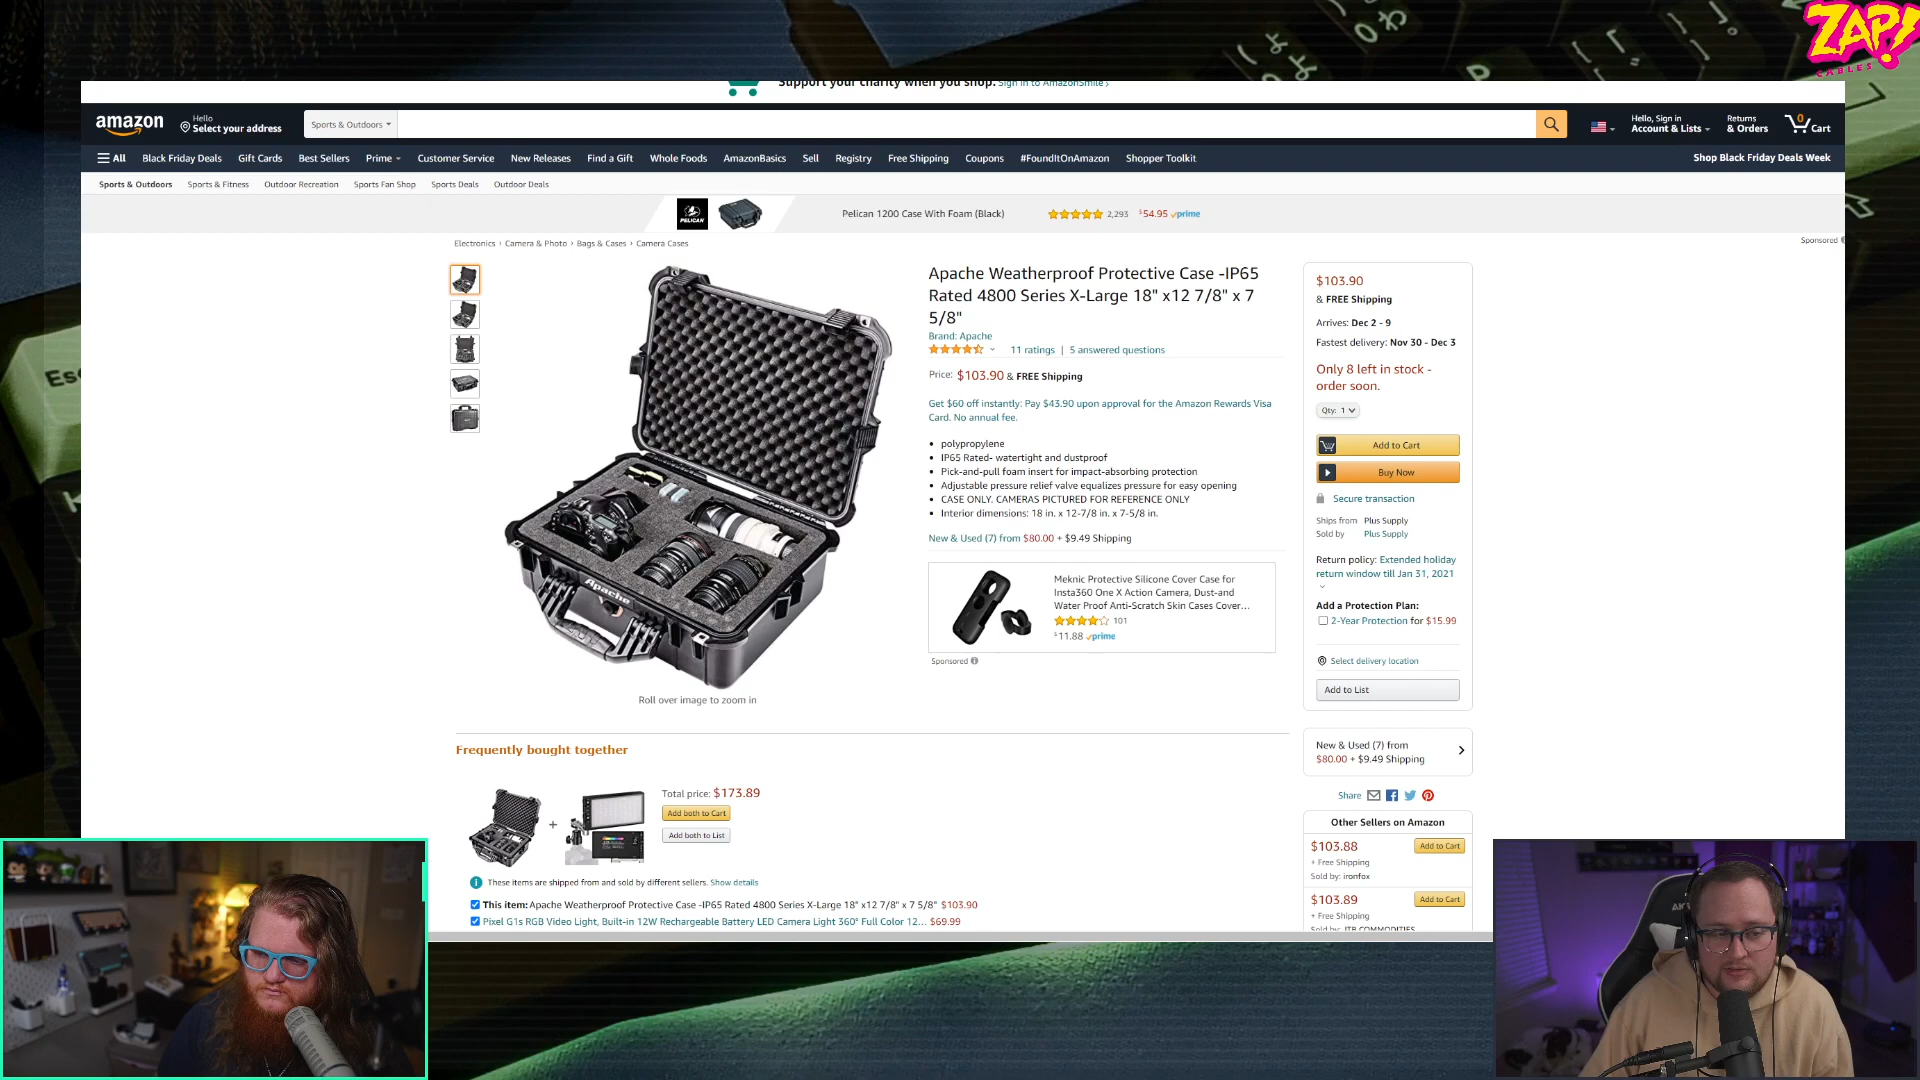 ZAP!
CABLES
Support your charity when you shop. Sign in to AmazonSmile ›
amazon
Hello
Select your address
Sports & Outdoors
Hello, Sign in
Account & Lists
Returns
& Orders
0
Cart
All
Black Friday Deals
Gift Cards
Best Sellers
Prime
Customer Service
New Releases
Find a Gift
Whole Foods
AmazonBasics
Sell
Registry
Free Shipping
Coupons
#FoundItOnAmazon
Shopper Toolkit
Shop Black Friday Deals Week
Sports & Outdoors
Sports & Fitness
Outdoor Recreation
Sports Fan Shop
Sports Deals
Outdoor Deals
PELICAN
Pelican 1200 Case With Foam (Black)
2,293
$54.95 prime
Sponsored
Electronics › Camera & Photo › Bags & Cases › Camera Cases
Apache Weatherproof Protective Case -IP65
Rated 4800 Series X-Large 18" x12 7/8" x 7
5/8"
Brand: Apache
11 ratings | 5 answered questions
Price: $103.90 & FREE Shipping
Get $60 off instantly: Pay $43.90 upon approval for the Amazon Rewards Visa
Card. No annual fee.
• polypropylene
• IP65 Rated- watertight and dustproof
• Pick-and-pull foam insert for impact-absorbing protection
• Adjustable pressure relief valve equalizes pressure for easy opening
• CASE ONLY. CAMERAS PICTURED FOR REFERENCE ONLY
• Interior dimensions: 18 in. x 12-7/8 in. x 7-5/8 in.
New & Used (7) from $80.00 + $9.49 Shipping
Meknic Protective Silicone Cover Case for
Insta360 One X Action Camera, Dust-and
Water Proof Anti-Scratch Skin Cases Cover…
101
$11.88 prime
Sponsored
Apache
Roll over image to zoom in
$103.90
& FREE Shipping
Arrives: Dec 2 - 9
Fastest delivery: Nov 30 - Dec 3
Only 8 left in stock -
order soon.
Qty: 1
Add to Cart
Buy Now
Secure transaction
Ships from Plus Supply
Sold by Plus Supply
Return policy: Extended holiday
return window till Jan 31, 2021
Add a Protection Plan:
2-Year Protection for $15.99
Select delivery location
Add to List
New & Used (7) from
$80.00 + $9.49 Shipping
Share
Other Sellers on Amazon
$103.88
Add to Cart
+ Free Shipping
Sold by: ironfox
$103.89
Add to Cart
+ Free Shipping
Sold by: JTB COMMODITIES
Frequently bought together
+
Total price: $173.89
Add both to Cart
Add both to List
These items are shipped from and sold by different sellers. Show details
This item: Apache Weatherproof Protective Case -IP65 Rated 4800 Series X-Large 18" x12 7/8" x 7 5/8" $103.90
Pixel G1s RGB Video Light, Built-in 12W Rechargeable Battery LED Camera Light 360° Full Color 12… $69.99
Es